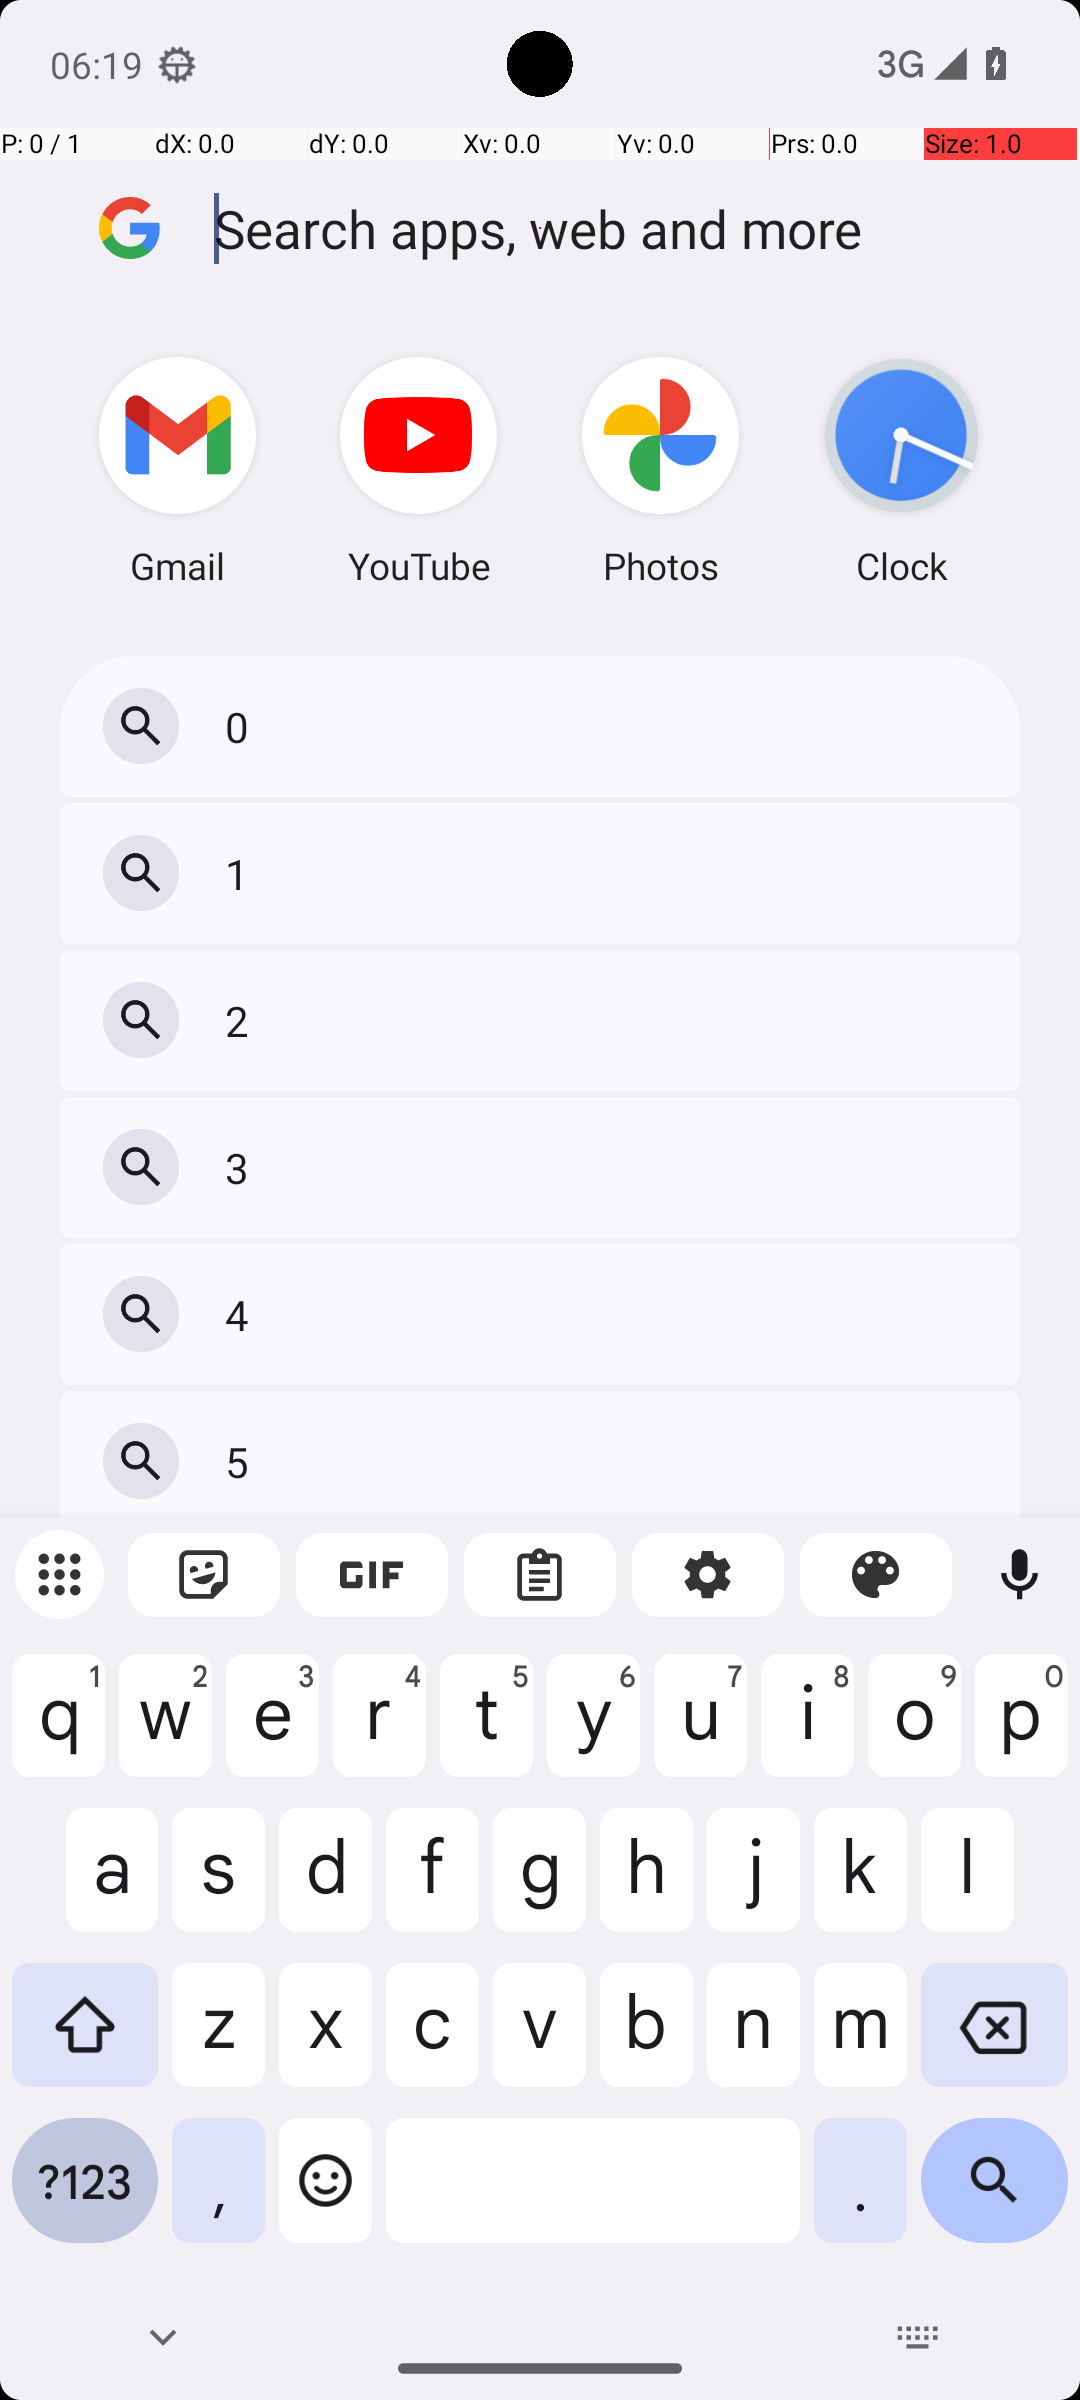 06:19 3G
P: 0 / 1 dX: 0.0 dY: 0.0 Xv: 0.0 Yv: 0.0 Prs: 0.0 Size: 1.0
Search apps, web and more
Gmail YouTube Photos Clock
0
1
2
3
4
5
GIF
q 1 w 2 e 3 r 4 t 5 y 6 u 7 i 8 o 9 p 0
a s d f g h j k l
z x c v b n m
?123 , .